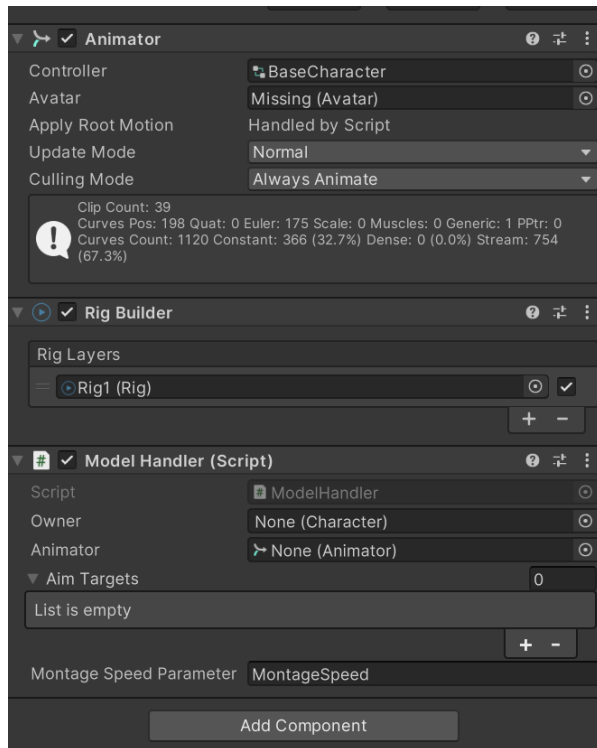 Animator
Controller BaseCharacter
Avatar Missing (Avatar)
Apply Root Motion Handled by Script
Update Mode Normal
Culling Mode Always Animate
Clip Count: 39
Curves Pos: 198 Quat: 0 Euler: 175 Scale: 0 Muscles: 0 Generic: 1 PPtr: 0
Curves Count: 1120 Constant: 366 (32.7%) Dense: 0 (0.0%) Stream: 754
(67.3%)
Rig Builder
Rig Layers
Rig1 (Rig)
+ -
# Model Handler (Script)
Script # ModelHandler
Owner None (Character)
Animator None (Animator)
Aim Targets 0
List is empty
+ -
Montage Speed Parameter MontageSpeed
Add Component